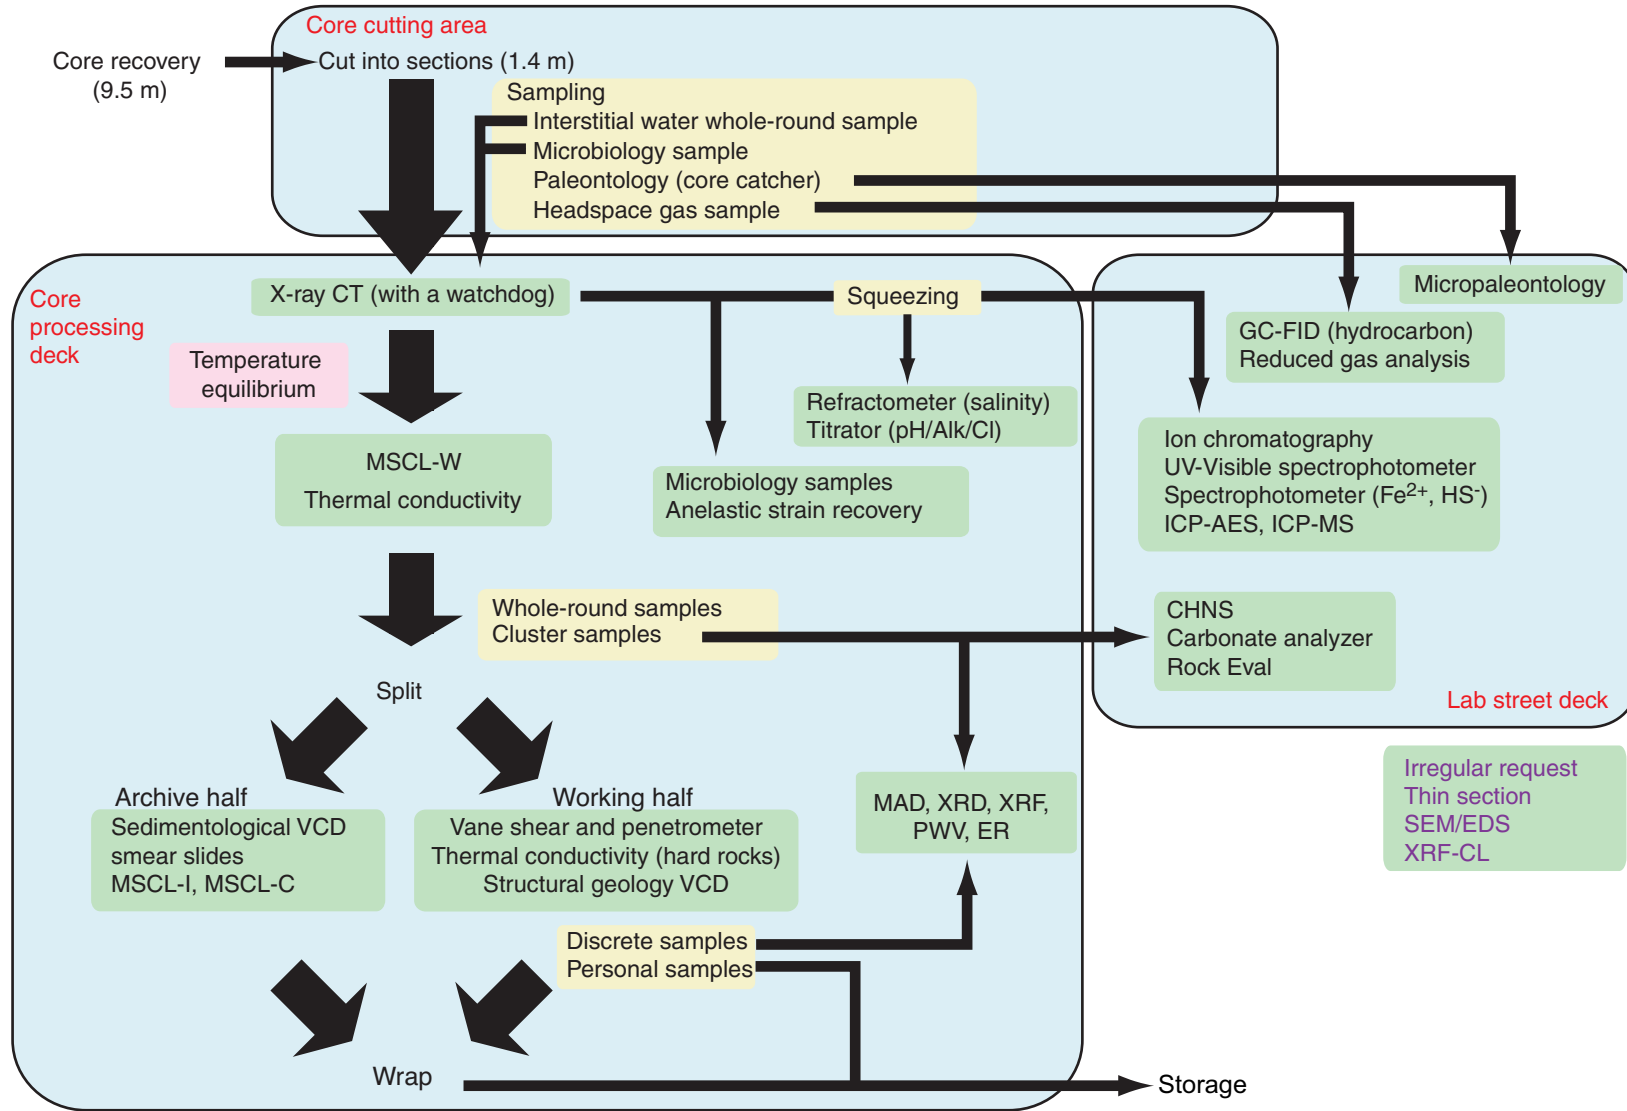 Core cutting area
Core recovery
(9.5 m)
Cut into sections (1.4 m)
Sampling
Interstitial water whole-round sample
Microbiology sample
Paleontology (core catcher)
Headspace gas sample
Core
processing
deck
X-ray CT (with a watchdog)
Squeezing
Micropaleontology
GC-FID (hydrocarbon)
Reduced gas analysis
Temperature
equilibrium
Refractometer (salinity)
Titrator (pH/Alk/Cl)
MSCL-W
Thermal conductivity
Microbiology samples
Anelastic strain recovery
Ion chromatography
UV-Visible spectrophotometer
Spectrophotometer (Fe²⁺, HS⁻)
ICP-AES, ICP-MS
Whole-round samples
Cluster samples
CHNS
Carbonate analyzer
Rock Eval
Lab street deck
Split
Archive half
Sedimentological VCD
smear slides
MSCL-I, MSCL-C
Working half
Vane shear and penetrometer
Thermal conductivity (hard rocks)
Structural geology VCD
MAD, XRD, XRF,
PWV, ER
Irregular request
Thin section
SEM/EDS
XRF-CL
Discrete samples
Personal samples
Wrap
Storage